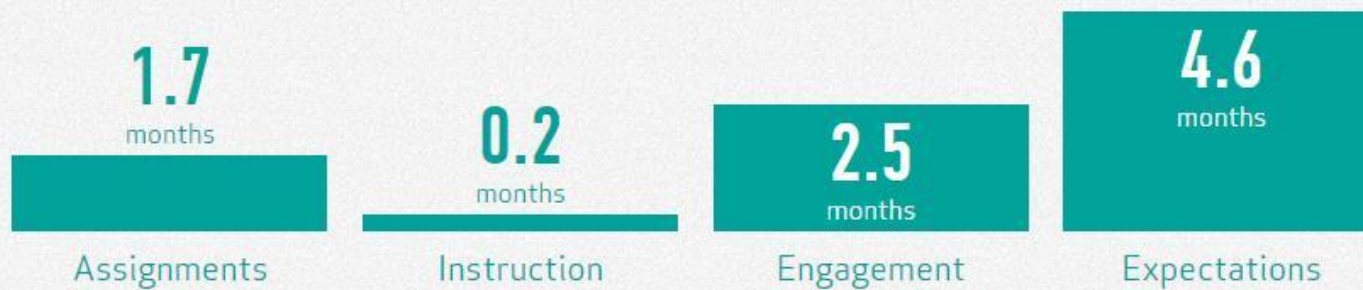 1.7
months
Assignments
0.2
months
Instruction
2.5
months
Engagement
4.6
months
Expectations